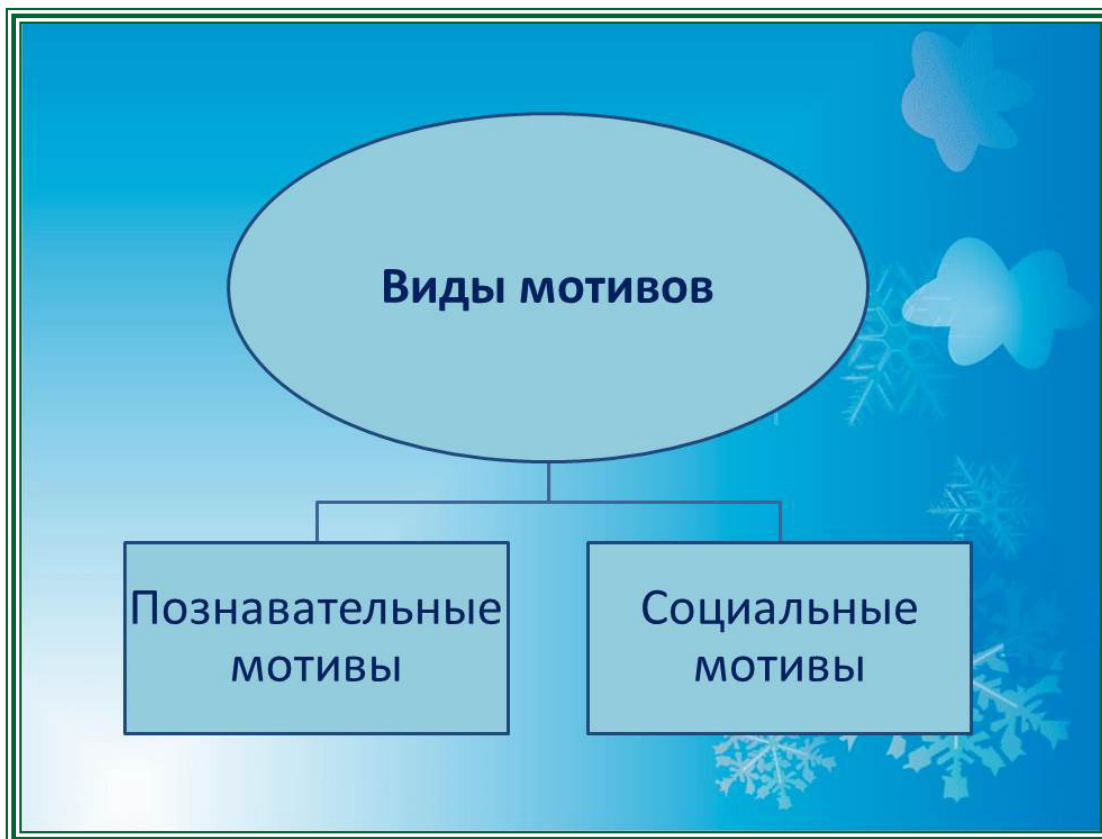 Виды мотивов
Познавательные
мотивы
Социальные
мотивы